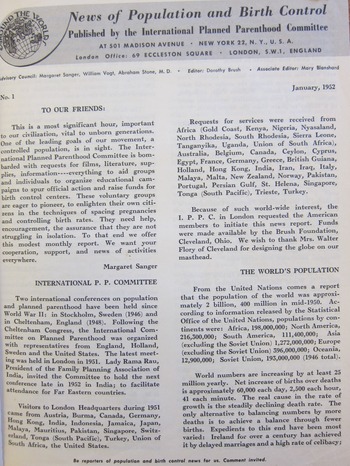 AROUND THE WORLD
News of Population and Birth Control
Published by the International Planned Parenthood Committee
AT 501 MADISON AVENUE • NEW YORK 22, N. Y., U. S. A.
London Office: 69 ECCLESTON SQUARE • LONDON, S.W.1, ENGLAND
Advisory Council: Margaret Sanger, William Vogt, Abraham Stone, M. D. • Editor: Dorothy Brush • Associate Editor: Mary Blanshard
No. 1
January, 1952
TO OUR FRIENDS:
This is a most significant hour, important
to our civilization, vital to unborn generations.
One of the leading goals of our movement, a
controlled population, is in sight. The Inter-
national Planned Parenthood Committee is bom-
barded with requests for films, literature, sup-
plies, information---everything to aid groups
and individuals to organize educational cam-
paigns to spur official action and raise funds for
birth control centers. These voluntary groups
are eager to pioneer, to enlighten their own citi-
zens in the techniques of spacing pregnancies
and controlling birth rates. They need help,
encouragement, the assurance that they are not
struggling in isolation. To that end we offer
this modest monthly report. We want your
cooperation, support, and news of activities
everywhere.
Margaret Sanger
INTERNATIONAL P. P. COMMITTEE
Two international conferences on population
and planned parenthood have been held since
World War II: in Stockholm, Sweden (1946) and
in Cheltenham, England (1948). Following the
Cheltenham Congress, the International Com-
mittee on Planned Parenthood was organized
with representatives from England, Holland,
Sweden and the United States. The latest meet-
ing was held in London in 1951. Lady Rama Rau,
President of the Family Planning Association of
India, invited the Committee to hold the next
conference late in 1952 in India; to facilitate
attendance for Far Eastern countries.
Visitors to London Headquarters during 1951
came from Austria, Burma, Canada, Germany,
Hong Kong, India, Indonesia, Jamaica, Japan,
Malaya, Mauritius, Pakistan, Singapore, Switz-
erland, Tonga (South Pacific), Turkey, Union of
South Africa, the United States.
Requests for services were received from
Africa (Gold Coast, Kenya, Nigeria, Nyasaland,
North Rhodesia, South Rhodesia, Sierra Leone,
Tanganyika, Uganda, Union of South Africa),
Australia, Belgium, Canada, Ceylon, Cyprus,
Egypt, France, Germany, Greece, British Guiana,
Holland, Hong Kong, India, Iran, Iraq, Italy,
Malaya, Malta, New Zealand, Norway, Pakistan,
Portugal, Persian Gulf, St. Helena, Singapore,
Tonga (South Pacific), Trieste, Turkey.
Because of such world-wide interest, the
I. P. P. C. in London requested the American
members to initiate this news report. Funds
were made available by the Brush Foundation,
Cleveland, Ohio. We wish to thank Mrs. Walter
Flory of Cleveland for designing the globe on our
masthead.
THE WORLD'S POPULATION
From the United Nations comes a report
that the population of the world was approxi-
mately 2 billion, 400 million in mid-1950. Ac-
cording to information released by the Statistical
Office of the United Nations, populations by con-
tinents were: Africa, 198,000,000; North America,
216,500,000; South America, 111,400,000; Asia
(excluding the Soviet Union) 1,272,000,000; Europe
(excluding the Soviet Union) 396,000,000; Oceania,
12,900,000; Soviet Union, 193,000,000 (1946 total).
World numbers are increasing by at least 25
million yearly. Net increase of births over deaths
is approximately 60,000 each day, 2,500 each hour,
41 each minute. The real cause in the rate of
growth is the steadily declining death rate. The
only alternative to balancing numbers by more
deaths is to achieve a balance through fewer
births. Expedients to this end have been most
varied: Ireland for over a century has achieved
it by delayed marriages and a high rate of celibacy;
Be reporters of population and birth control news for us. Comment invited.